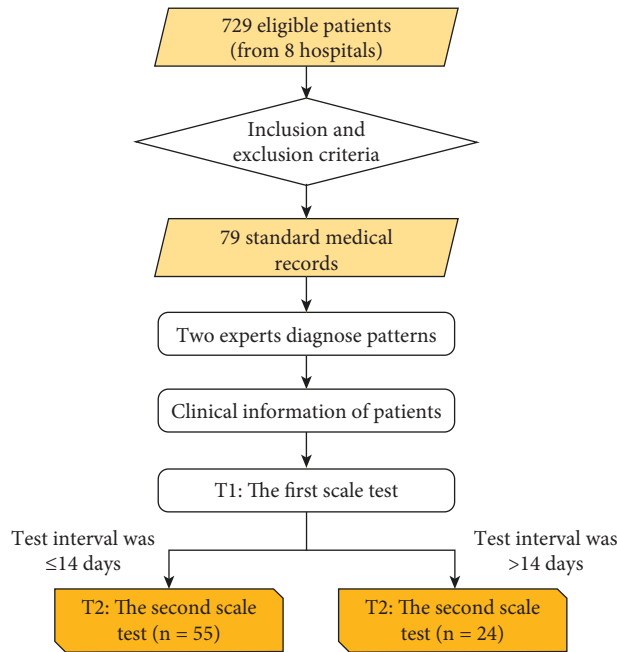 729 eligible patients
(from 8 hospitals)
Inclusion and
exclusion criteria
79 standard medical
records
Two experts diagnose patterns
Clinical information of patients
T1: The first scale test
Test interval was
≤14 days
Test interval was
>14 days
T2: The second scale
test (n = 55)
T2: The second scale
test (n = 24)